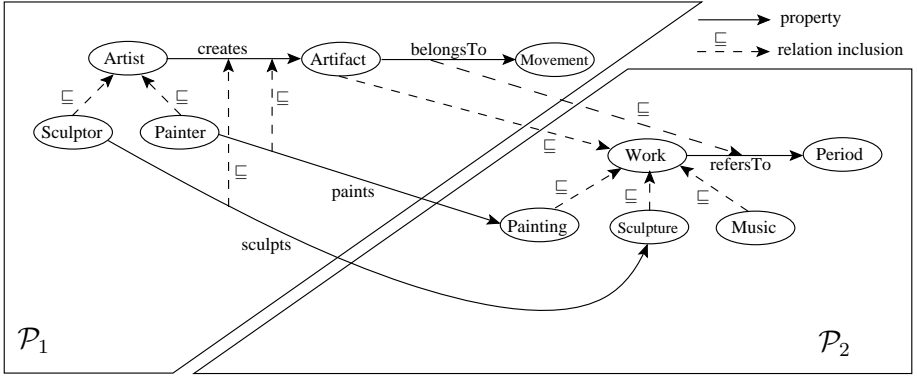 ⊑ property
relation inclusion
creates belongsTo
Artist Artifact Movement
⊑ ⊑ ⊑ ⊑
Sculptor Painter ⊑ Work refersTo Period
⊑ paints ⊑ ⊑ ⊑
sculpts Painting Sculpture Music
P1 P2